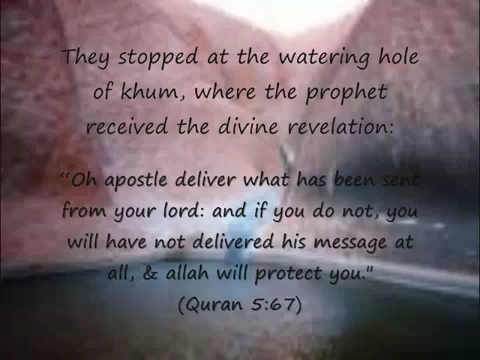 They stopped at the watering hole
of khum, where the prophet
received the divine revelation:
“Oh apostle deliver what has been sent
from your lord: and if you do not, you
will have not delivered his message at
all, & allah will protect you."
(Quran 5:67)